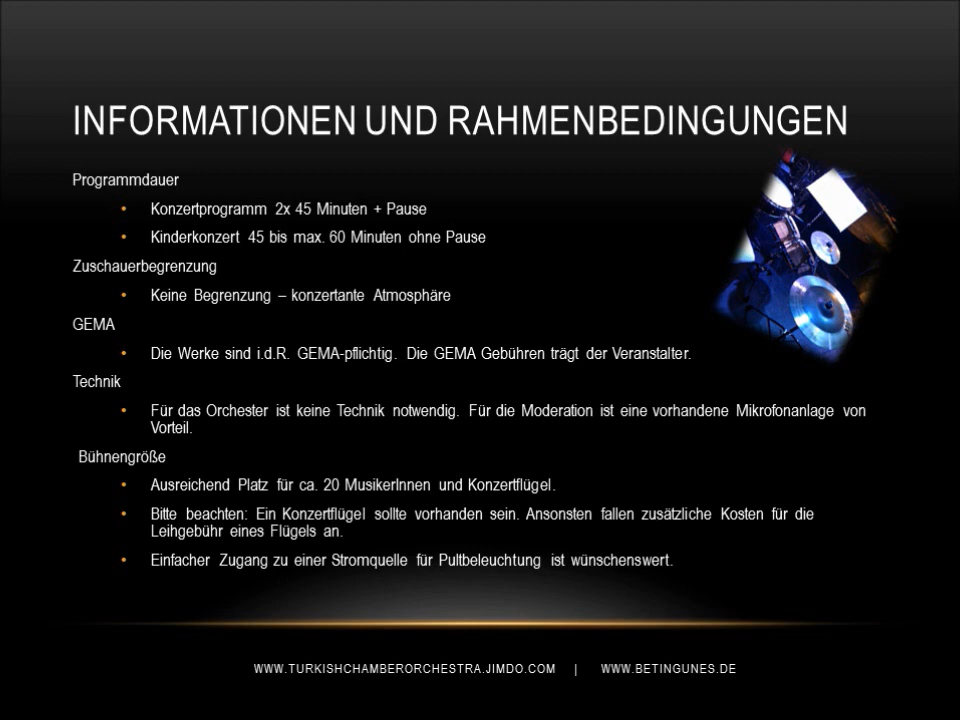 INFORMATIONEN UND RAHMENBEDINGUNGEN
Programmdauer
• Konzertprogramm 2x 45 Minuten + Pause
• Kinderkonzert 45 bis max. 60 Minuten ohne Pause
Zuschauerbegrenzung
• Keine Begrenzung – konzertante Atmosphäre
GEMA
• Die Werke sind i.d.R. GEMA-pflichtig. Die GEMA Gebühren trägt der Veranstalter.
Technik
• Für das Orchester ist keine Technik notwendig. Für die Moderation ist eine vorhandene Mikrofonanlage von
Vorteil.
Bühnengröße
• Ausreichend Platz für ca. 20 MusikerInnen und Konzertflügel.
• Bitte beachten: Ein Konzertflügel sollte vorhanden sein. Ansonsten fallen zusätzliche Kosten für die
Leihgebühr eines Flügels an.
• Einfacher Zugang zu einer Stromquelle für Pultbeleuchtung ist wünschenswert.
WWW.TURKISHCHAMBERORCHESTRA.JIMDO.COM | WWW.BETINGUNES.DE